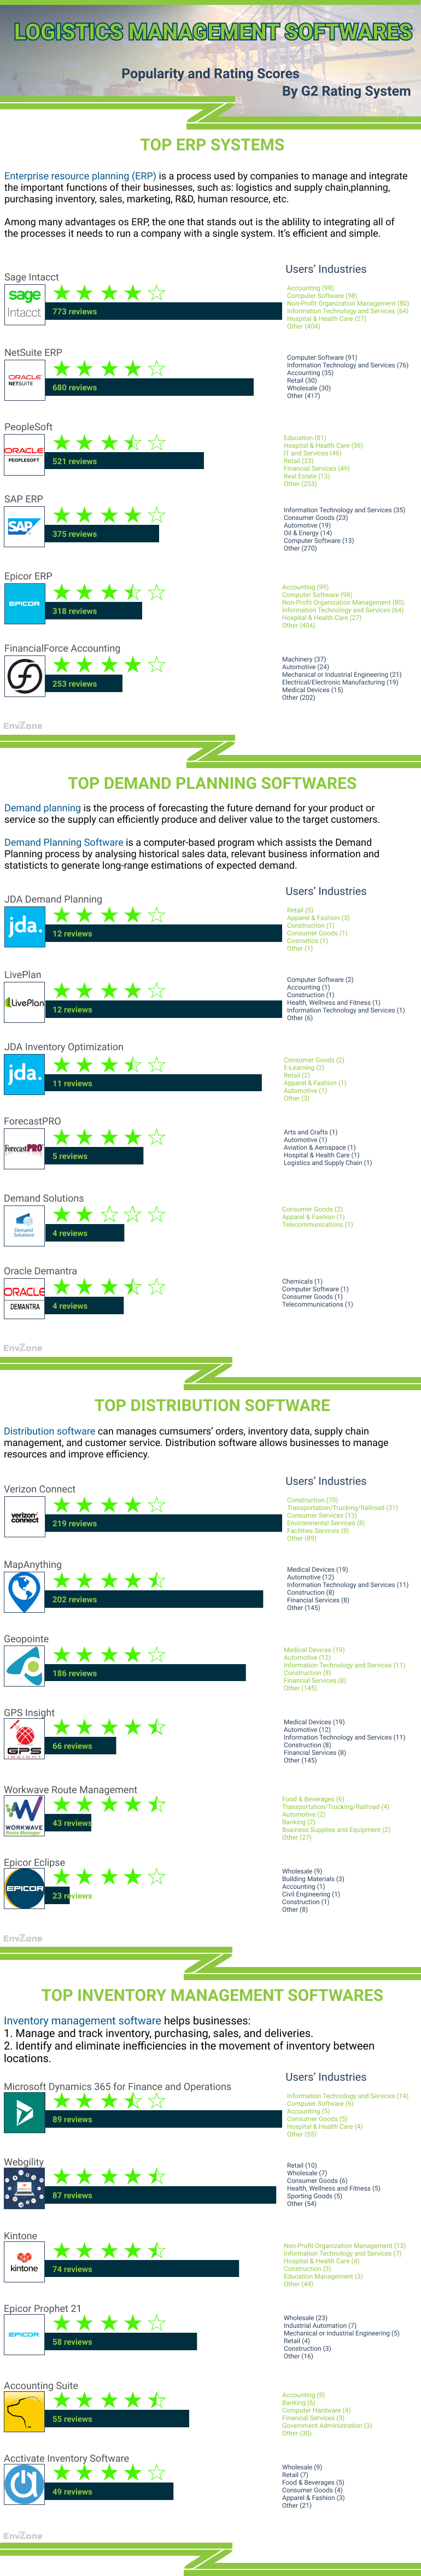 LOGISTICS MANAGEMENT SOFTWARES
Popularity and Rating Scores
By G2 Rating System
TOP ERP SYSTEMS
Enterprise resource planning (ERP) is a process used by companies to manage and integrate
the important functions of their businesses, such as: logistics and supply chain,planning,
purchasing inventory, sales, marketing, R&D, human resource, etc.
Among many advantages os ERP, the one that stands out is the ablility to integrating all of
the processes it needs to run a company with a single system. It's efficient and simple.
Users' Industries
Sage Intacct
sage
Intacct
773 reviews
Accounting (99)
Computer Software (98)
Non-Profit Organization Management (80)
Information Technology and Services (64)
Hospital & Health Care (27)
Other (404)
NetSuite ERP
ORACLE
NETSUITE
680 reviews
Computer Software (91)
Information Technology and Services (76)
Accounting (35)
Retail (30)
Wholesale (30)
Other (417)
PeopleSoft
ORACLE
PEOPLESOFT
521 reviews
Education (81)
Hospital & Health Care (56)
IT and Services (46)
Retail (23)
Financial Services (49)
Real Estate (13)
Other (253)
SAP ERP
SAP
375 reviews
Information Technology and Services (35)
Consumer Goods (23)
Automotive (19)
Oil & Energy (14)
Computer Software (13)
Other (270)
Epicor ERP
EPICOR
318 reviews
Accounting (99)
Computer Software (98)
Non-Profit Organization Management (80)
Information Technology and Services (64)
Hospital & Health Care (27)
Other (404)
FinancialForce Accounting
253 reviews
Machinery (37)
Automotive (24)
Mechanical or Industrial Engineering (21)
Electrical/Electronic Manufacturing (19)
Medical Devices (15)
Other (202)
EnvZone
TOP DEMAND PLANNING SOFTWARES
Demand planning is the process of forecasting the future demand for your product or
service so the supply can efficiently produce and deliver value to the target customers.
Demand Planning Software is a computer-based program which assists the Demand
Planning process by analysing historical sales data, relevant business information and
statisticts to generate long-range estimations of expected demand.
Users' Industries
JDA Demand Planning
jda.
12 reviews
Retail (5)
Apparel & Fashion (3)
Construction (1)
Consumer Goods (1)
Cosmetics (1)
Other (1)
LivePlan
LivePlan
12 reviews
Computer Software (2)
Accounting (1)
Construction (1)
Health, Wellness and Fitness (1)
Information Technology and Services (1)
Other (6)
JDA Inventory Optimization
jda.
11 reviews
Consumer Goods (2)
E-Learning (2)
Retail (2)
Apparel & Fashion (1)
Automotive (1)
Other (3)
ForecastPRO
Forecast PRO
5 reviews
Arts and Crafts (1)
Automotive (1)
Aviation & Aerospace (1)
Hospital & Health Care (1)
Logistics and Supply Chain (1)
Demand Solutions
Demand
Solutions
4 reviews
Consumer Goods (2)
Apparel & Fashion (1)
Telecommunications (1)
Oracle Demantra
ORACLE
DEMANTRA
4 reviews
Chemicals (1)
Computer Software (1)
Consumer Goods (1)
Telecommunications (1)
EnvZone
TOP DISTRIBUTION SOFTWARE
Distribution software can manages cumsumers' orders, inventory data, supply chain
management, and customer service. Distribution software allows businesses to manage
resources and improve efficiency.
Users' Industries
Verizon Connect
verizon
connect
219 reviews
Construction (70)
Transportation/Trucking/Railroad (31)
Consumer Services (13)
Environmental Services (8)
Facilities Services (8)
Other (89)
MapAnything
202 reviews
Medical Devices (19)
Automotive (12)
Information Technology and Services (11)
Construction (8)
Financial Services (8)
Other (145)
Geopointe
186 reviews
Medical Devices (19)
Automotive (12)
Information Technology and Services (11)
Construction (8)
Financial Services (8)
Other (145)
GPS Insight
GPS
INSIGHT
66 reviews
Medical Devices (19)
Automotive (12)
Information Technology and Services (11)
Construction (8)
Financial Services (8)
Other (145)
Workwave Route Management
WORKWAVE
Route Manager
43 reviews
Food & Beverages (6)
Transportation/Trucking/Railroad (4)
Automotive (2)
Banking (2)
Business Supplies and Equipment (2)
Other (27)
Epicor Eclipse
EPICOR
23 reviews
Wholesale (9)
Building Materials (3)
Accounting (1)
Civil Engineering (1)
Construction (1)
Other (8)
EnvZone
TOP INVENTORY MANAGEMENT SOFTWARES
Inventory management software helps businesses:
1. Manage and track inventory, purchasing, sales, and deliveries.
2. Identify and eliminate inefficiencies in the movement of inventory between
locations.
Users' Industries
Microsoft Dynamics 365 for Finance and Operations
89 reviews
Information Technology and Services (14)
Computer Software (6)
Accounting (5)
Consumer Goods (5)
Hospital & Health Care (4)
Other (55)
Webgility
87 reviews
Retail (10)
Wholesale (7)
Consumer Goods (6)
Health, Wellness and Fitness (5)
Sporting Goods (5)
Other (54)
Kintone
kintone
74 reviews
Non-Profit Organization Management (13)
Information Technology and Services (7)
Hospital & Health Care (4)
Construction (3)
Education Management (3)
Other (44)
Epicor Prophet 21
EPICOR
58 reviews
Wholesale (23)
Industrial Automation (7)
Mechanical or Industrial Engineering (5)
Retail (4)
Construction (3)
Other (16)
Accounting Suite
55 reviews
Accounting (9)
Banking (6)
Computer Hardware (4)
Financial Services (3)
Government Administration (3)
Other (30)
Acctivate Inventory Software
49 reviews
Wholesale (9)
Retail (7)
Food & Beverages (5)
Consumer Goods (4)
Apparel & Fashion (3)
Other (21)
EnvZone